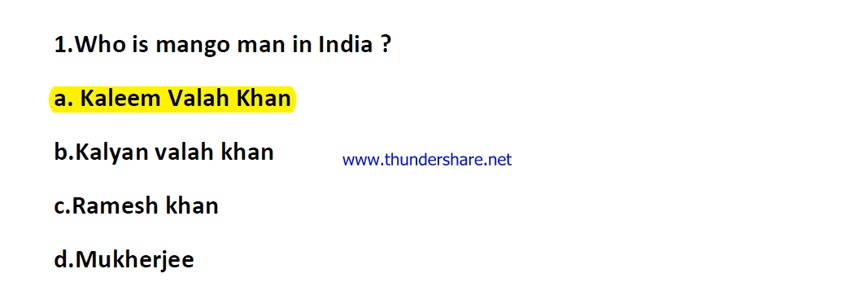 1.Who is mango man in India ?
a. Kaleem Valah Khan
b.Kalyan valah khan
www.thundershare.net
c.Ramesh khan
d.Mukherjee